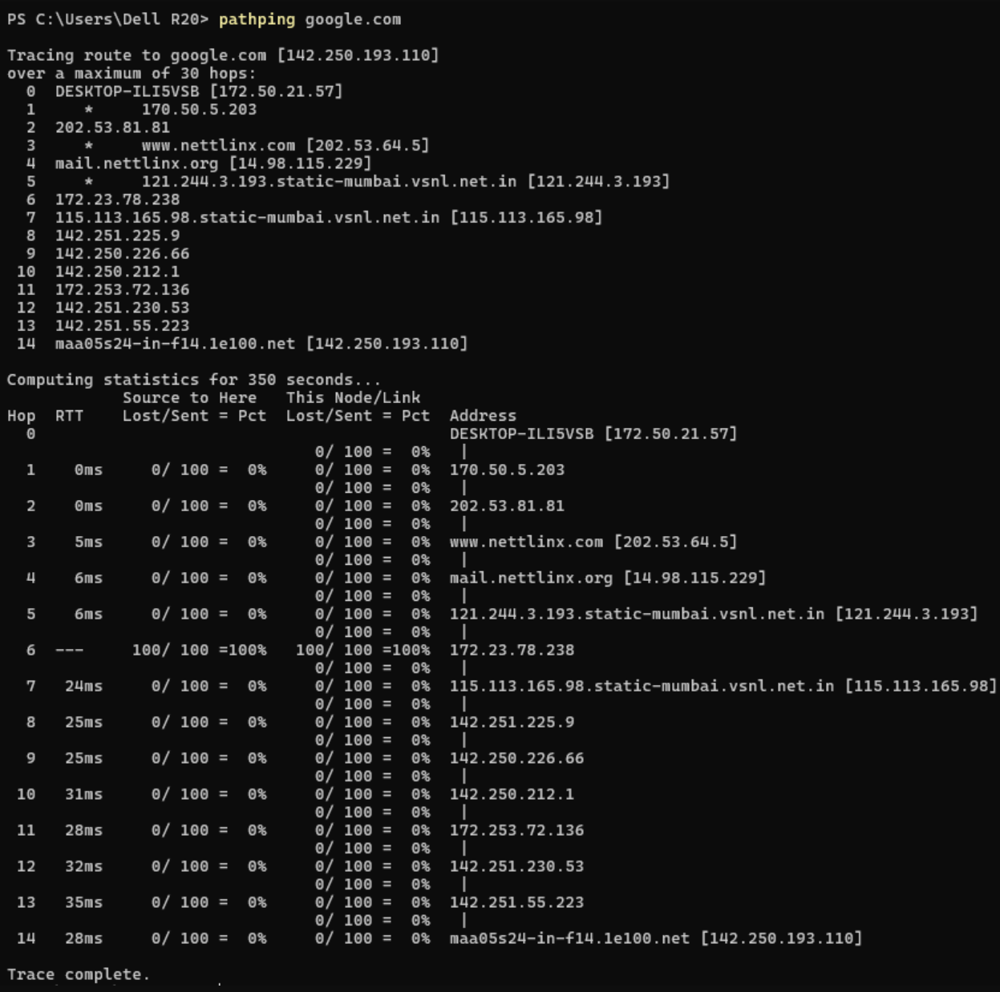 PS C:\Users\Dell R20> pathping google.com
Tracing route to google.com [142.250.193.110]
over a maximum of 30 hops:
  0  DESKTOP-ILI5VSB [172.50.21.57]
  1     *     170.50.5.203
  2  202.53.81.81
  3     *     www.nettlinx.com [202.53.64.5]
  4  mail.nettlinx.org [14.98.115.229]
  5     *     121.244.3.193.static-mumbai.vsnl.net.in [121.244.3.193]
  6  172.23.78.238
  7  115.113.165.98.static-mumbai.vsnl.net.in [115.113.165.98]
  8  142.251.225.9
  9  142.250.226.66
 10  142.250.212.1
 11  172.253.72.136
 12  142.251.230.53
 13  142.251.55.223
 14  maa05s24-in-f14.1e100.net [142.250.193.110]
Computing statistics for 350 seconds...
            Source to Here   This Node/Link
Hop  RTT    Lost/Sent = Pct  Lost/Sent = Pct  Address
  0                                           DESKTOP-ILI5VSB [172.50.21.57]
                                0/ 100 =  0%   |
  1    0ms     0/ 100 =  0%     0/ 100 =  0%  170.50.5.203
                                0/ 100 =  0%   |
  2    0ms     0/ 100 =  0%     0/ 100 =  0%  202.53.81.81
                                0/ 100 =  0%   |
  3    5ms     0/ 100 =  0%     0/ 100 =  0%  www.nettlinx.com [202.53.64.5]
                                0/ 100 =  0%   |
  4    6ms     0/ 100 =  0%     0/ 100 =  0%  mail.nettlinx.org [14.98.115.229]
                                0/ 100 =  0%   |
  5    6ms     0/ 100 =  0%     0/ 100 =  0%  121.244.3.193.static-mumbai.vsnl.net.in [121.244.3.193]
                                0/ 100 =  0%   |
  6  ---     100/ 100 =100%   100/ 100 =100%  172.23.78.238
                                0/ 100 =  0%   |
  7   24ms     0/ 100 =  0%     0/ 100 =  0%  115.113.165.98.static-mumbai.vsnl.net.in [115.113.165.98]
                                0/ 100 =  0%   |
  8   25ms     0/ 100 =  0%     0/ 100 =  0%  142.251.225.9
                                0/ 100 =  0%   |
  9   25ms     0/ 100 =  0%     0/ 100 =  0%  142.250.226.66
                                0/ 100 =  0%   |
 10   31ms     0/ 100 =  0%     0/ 100 =  0%  142.250.212.1
                                0/ 100 =  0%   |
 11   28ms     0/ 100 =  0%     0/ 100 =  0%  172.253.72.136
                                0/ 100 =  0%   |
 12   32ms     0/ 100 =  0%     0/ 100 =  0%  142.251.230.53
                                0/ 100 =  0%   |
 13   35ms     0/ 100 =  0%     0/ 100 =  0%  142.251.55.223
                                0/ 100 =  0%   |
 14   28ms     0/ 100 =  0%     0/ 100 =  0%  maa05s24-in-f14.1e100.net [142.250.193.110]
Trace complete.